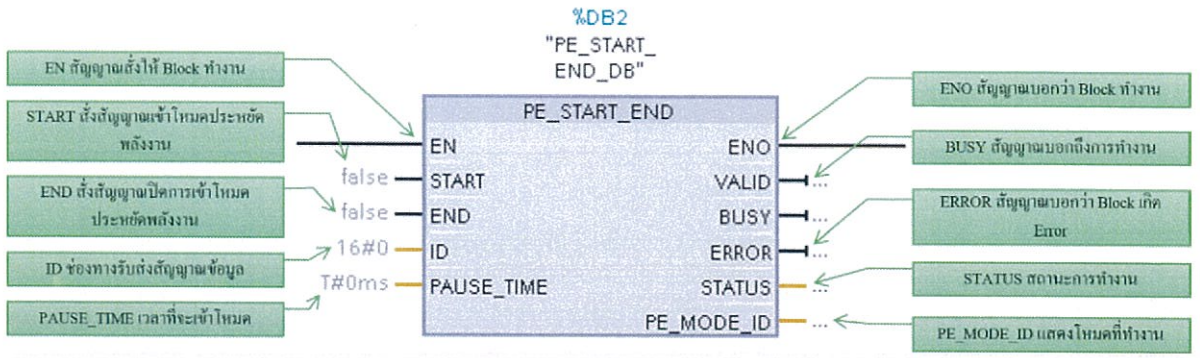 %DB2
"PE_START_
END_DB"
PE_START_END
EN สัญญาณสั่งให้ Block ทำงาน
START สั่งสัญญาณเข้าโหมดประหยัด
พลังงาน
END สั่งสัญญาณปิดการเข้าโหมด
ประหยัดพลังงาน
ID ช่องทางรับส่งสัญญาณข้อมูล
PAUSE_TIME เวลาที่จะเข้าโหมด
EN
false START
false END
16#0 ID
T#0ms PAUSE_TIME
ENO
VALID ...
BUSY ...
ERROR ...
STATUS ...
PE_MODE_ID ...
ENO สัญญาณบอกว่า Block ทำงาน
BUSY สัญญาณบอกถึงการทำงาน
ERROR สัญญาณบอกว่า Block เกิด
Error
STATUS สถานะการทำงาน
PE_MODE_ID แสดงโหมดที่ทำงาน